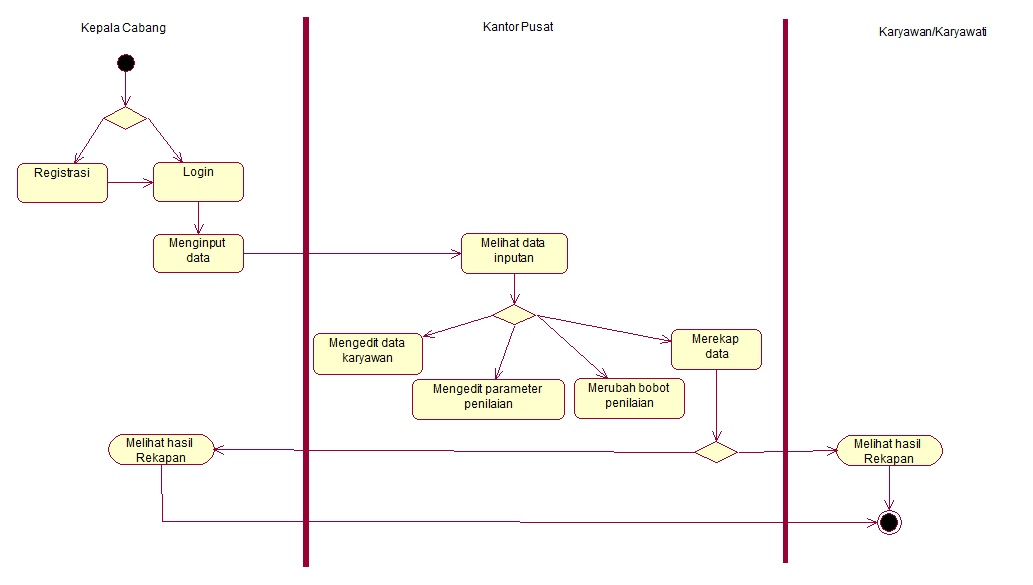 Kepala Cabang
Kantor Pusat
Karyawan/Karyawati
Registrasi
Login
Menginput
data
Melihat data
inputan
Mengedit data
karyawan
Mengedit parameter
penilaian
Merubah bobot
penilaian
Merekap
data
Melihat hasil
Rekapan
Melihat hasil
Rekapan